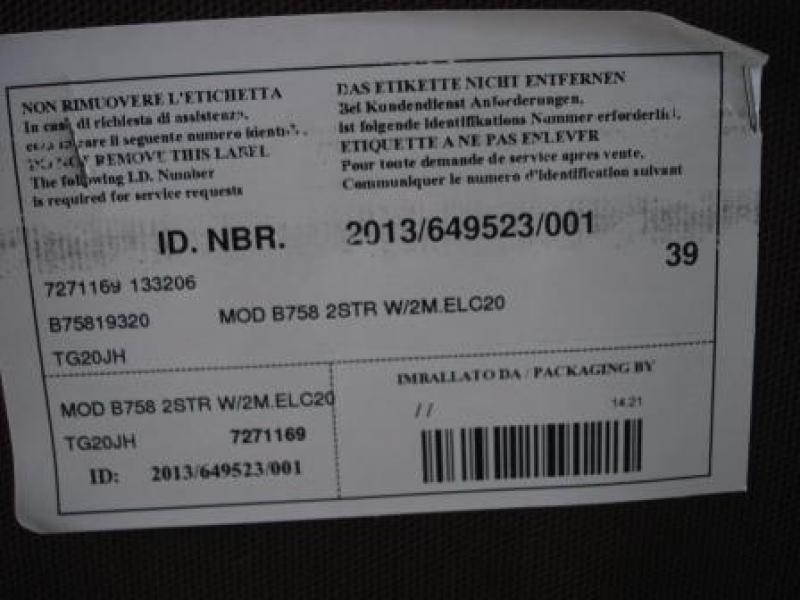 NON RIMUOVERE L'ETICHETTA
In caso di richiesta di assistenza,
il seguente numero identi
DO NOT REMOVE THIS LABEL
The following I.D. Number
is required for service requests
DAS ETIKETTE NICHT ENTFERNEN
Bei Kundendienst Anforderungen,
ist folgende Identifikations Nummer erforderlich,
ETIQUETTE A NE PAS ENLEVER
Pour toute demande de service apres vente,
Communiquer le numero d'identification suivant
ID. NBR. 2013/649523/001
39
7271169 133206
B75819320 MOD B758 2STR W/2M.ELC20
TG20JH
MOD B758 2STR W/2M.ELC20
TG20JH 7271169
ID: 2013/649523/001
IMBALLATO DA / PACKAGING BY
/ / 14.21